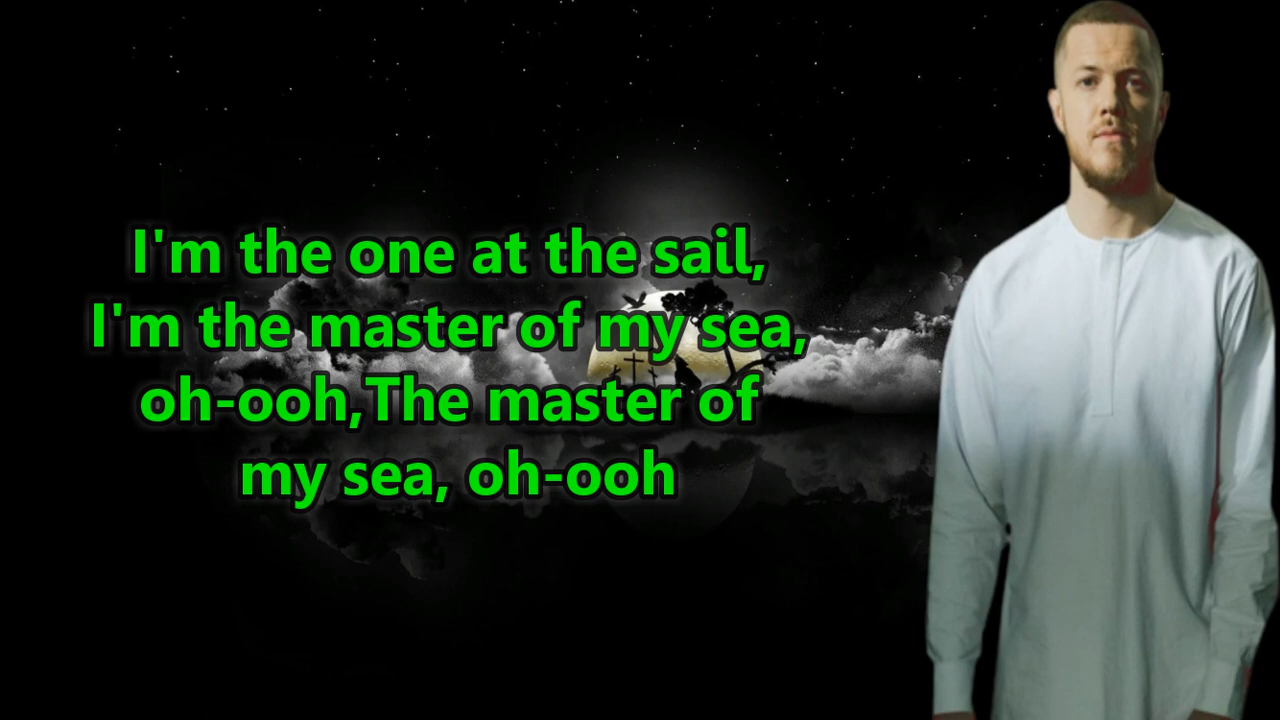 I'm the one at the sail,
I'm the master of my sea,
oh-ooh,The master of
my sea, oh-ooh